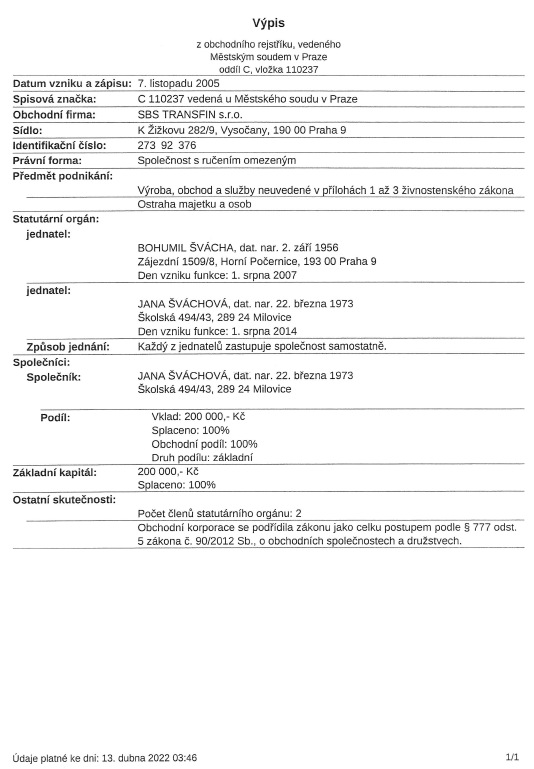 Výpis
z obchodního rejstříku, vedeného
Městským soudem v Praze
oddíl C, vložka 110237
Datum vzniku a zápisu: 7. listopadu 2005
Spisová značka: C 110237 vedená u Městského soudu v Praze
Obchodní firma: SBS TRANSFIN s.r.o.
Sídlo: K Žižkovu 282/9, Vysočany, 190 00 Praha 9
Identifikační číslo: 273 92 376
Právní forma: Společnost s ručením omezeným
Předmět podnikání:
Výroba, obchod a služby neuvedené v přílohách 1 až 3 živnostenského zákona
Ostraha majetku a osob
Statutární orgán:
jednatel:
BOHUMIL ŠVÁCHA, dat. nar. 2. září 1956
Zájezdní 1509/8, Horní Počernice, 193 00 Praha 9
Den vzniku funkce: 1. srpna 2007
jednatel:
JANA ŠVÁCHOVÁ, dat. nar. 22. března 1973
Školská 494/43, 289 24 Milovice
Den vzniku funkce: 1. srpna 2014
Způsob jednání: Každý z jednatelů zastupuje společnost samostatně.
Společníci:
Společník: JANA ŠVÁCHOVÁ, dat. nar. 22. března 1973
Školská 494/43, 289 24 Milovice
Podíl: Vklad: 200 000,- Kč
Splaceno: 100%
Obchodní podíl: 100%
Druh podílu: základní
Základní kapitál: 200 000,- Kč
Splaceno: 100%
Ostatní skutečnosti:
Počet členů statutárního orgánu: 2
Obchodní korporace se podřídila zákonu jako celku postupem podle § 777 odst.
5 zákona č. 90/2012 Sb., o obchodních společnostech a družstvech.
Údaje platné ke dni: 13. dubna 2022 03:46 1/1